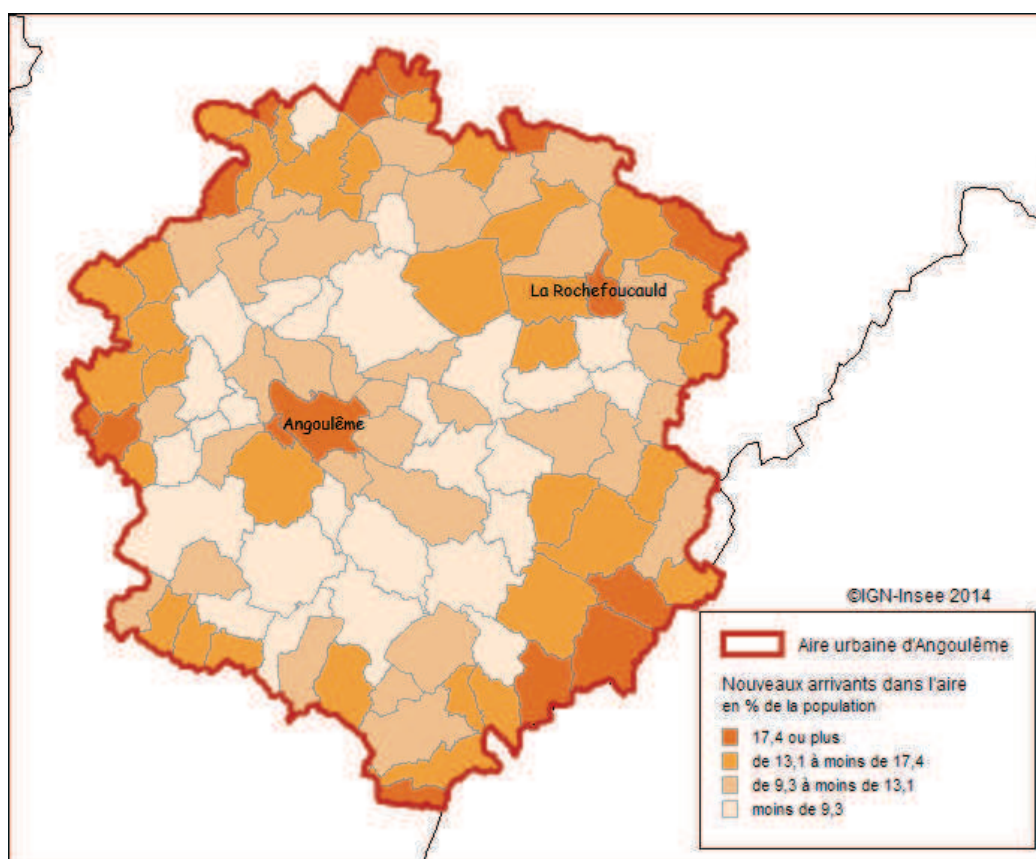 La Rochefoucauld
Angoulême
©IGN-Insee 2014
Aire urbaine d'Angoulême
Nouveaux arrivants dans l'aire
en % de la population
17,4 ou plus
de 13,1 à moins de 17,4
de 9,3 à moins de 13,1
moins de 9,3